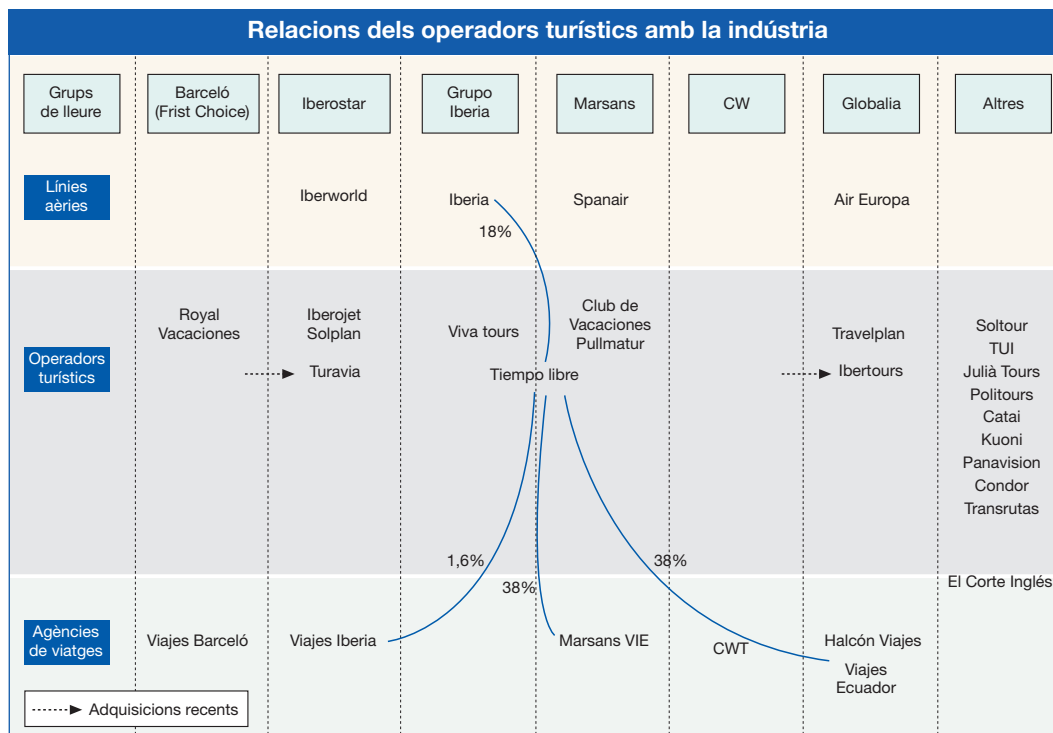 Relacions dels operadors turístics amb la indústria
Grups
de lleure
Barceló
(Frist Choice)
Iberostar
Grupo
Iberia
Marsans
CW
Globalia
Altres
Línies
aèries
Iberworld
Iberia
Spanair
Air Europa
18%
Operadors
turístics
Royal
Vacaciones
Iberojet
Solplan
Turavia
Viva tours
Club de
Vacaciones
Pullmatur
Tiempo libre
Travelplan
Ibertours
Soltour
TUI
Julià Tours
Politours
Catai
Kuoni
Panavision
Condor
Transrutas
1,6%
38%
38%
El Corte Inglés
Agències
de viatges
Viajes Barceló
Viajes Iberia
Marsans VIE
CWT
Halcón Viajes
Viajes
Ecuador
Adquisicions recents